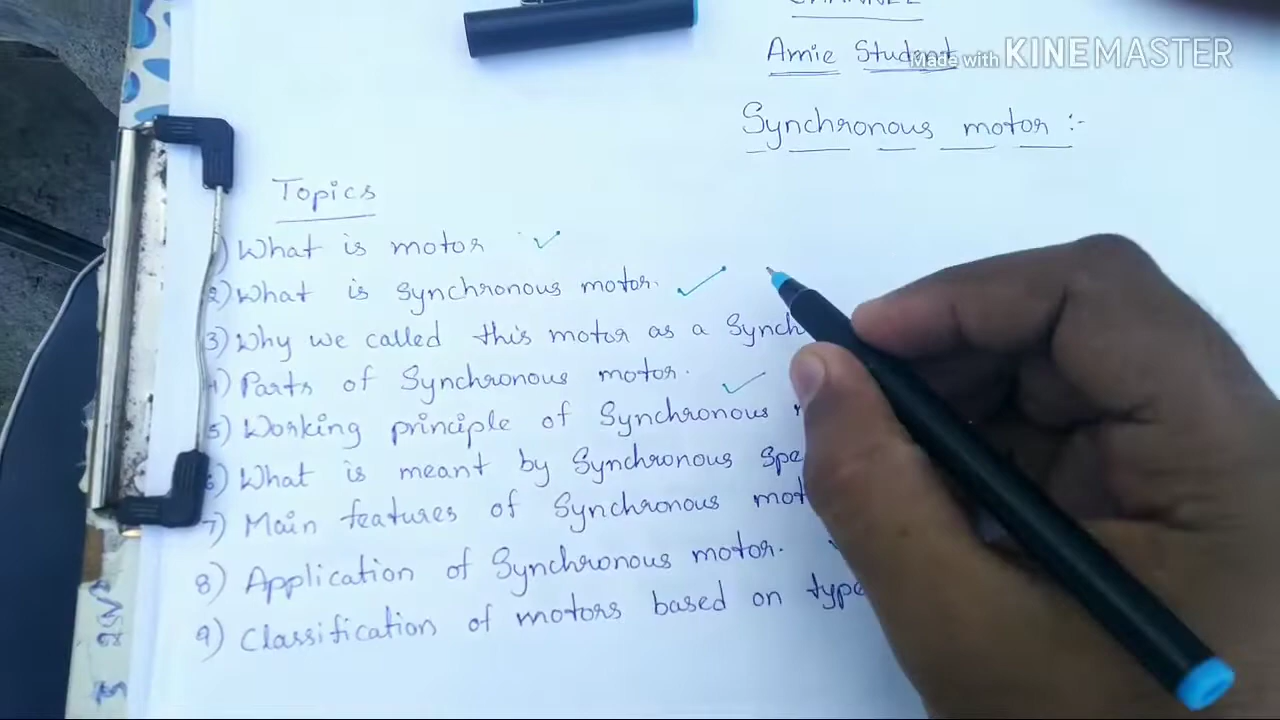 CHANNEL
Amie Student
Made with KINEMASTER
Synchronous motor :-
Topics
1) What is motor
2) What is synchronous motor.
3) Why we called this motor as a Synch
4) Parts of Synchronous motor.
5) Working principle of Synchronous
6) What is meant by Synchronous spe
7) Main features of Synchronous mot
8) Application of Synchronous motor.
9) Classification of motors based on type